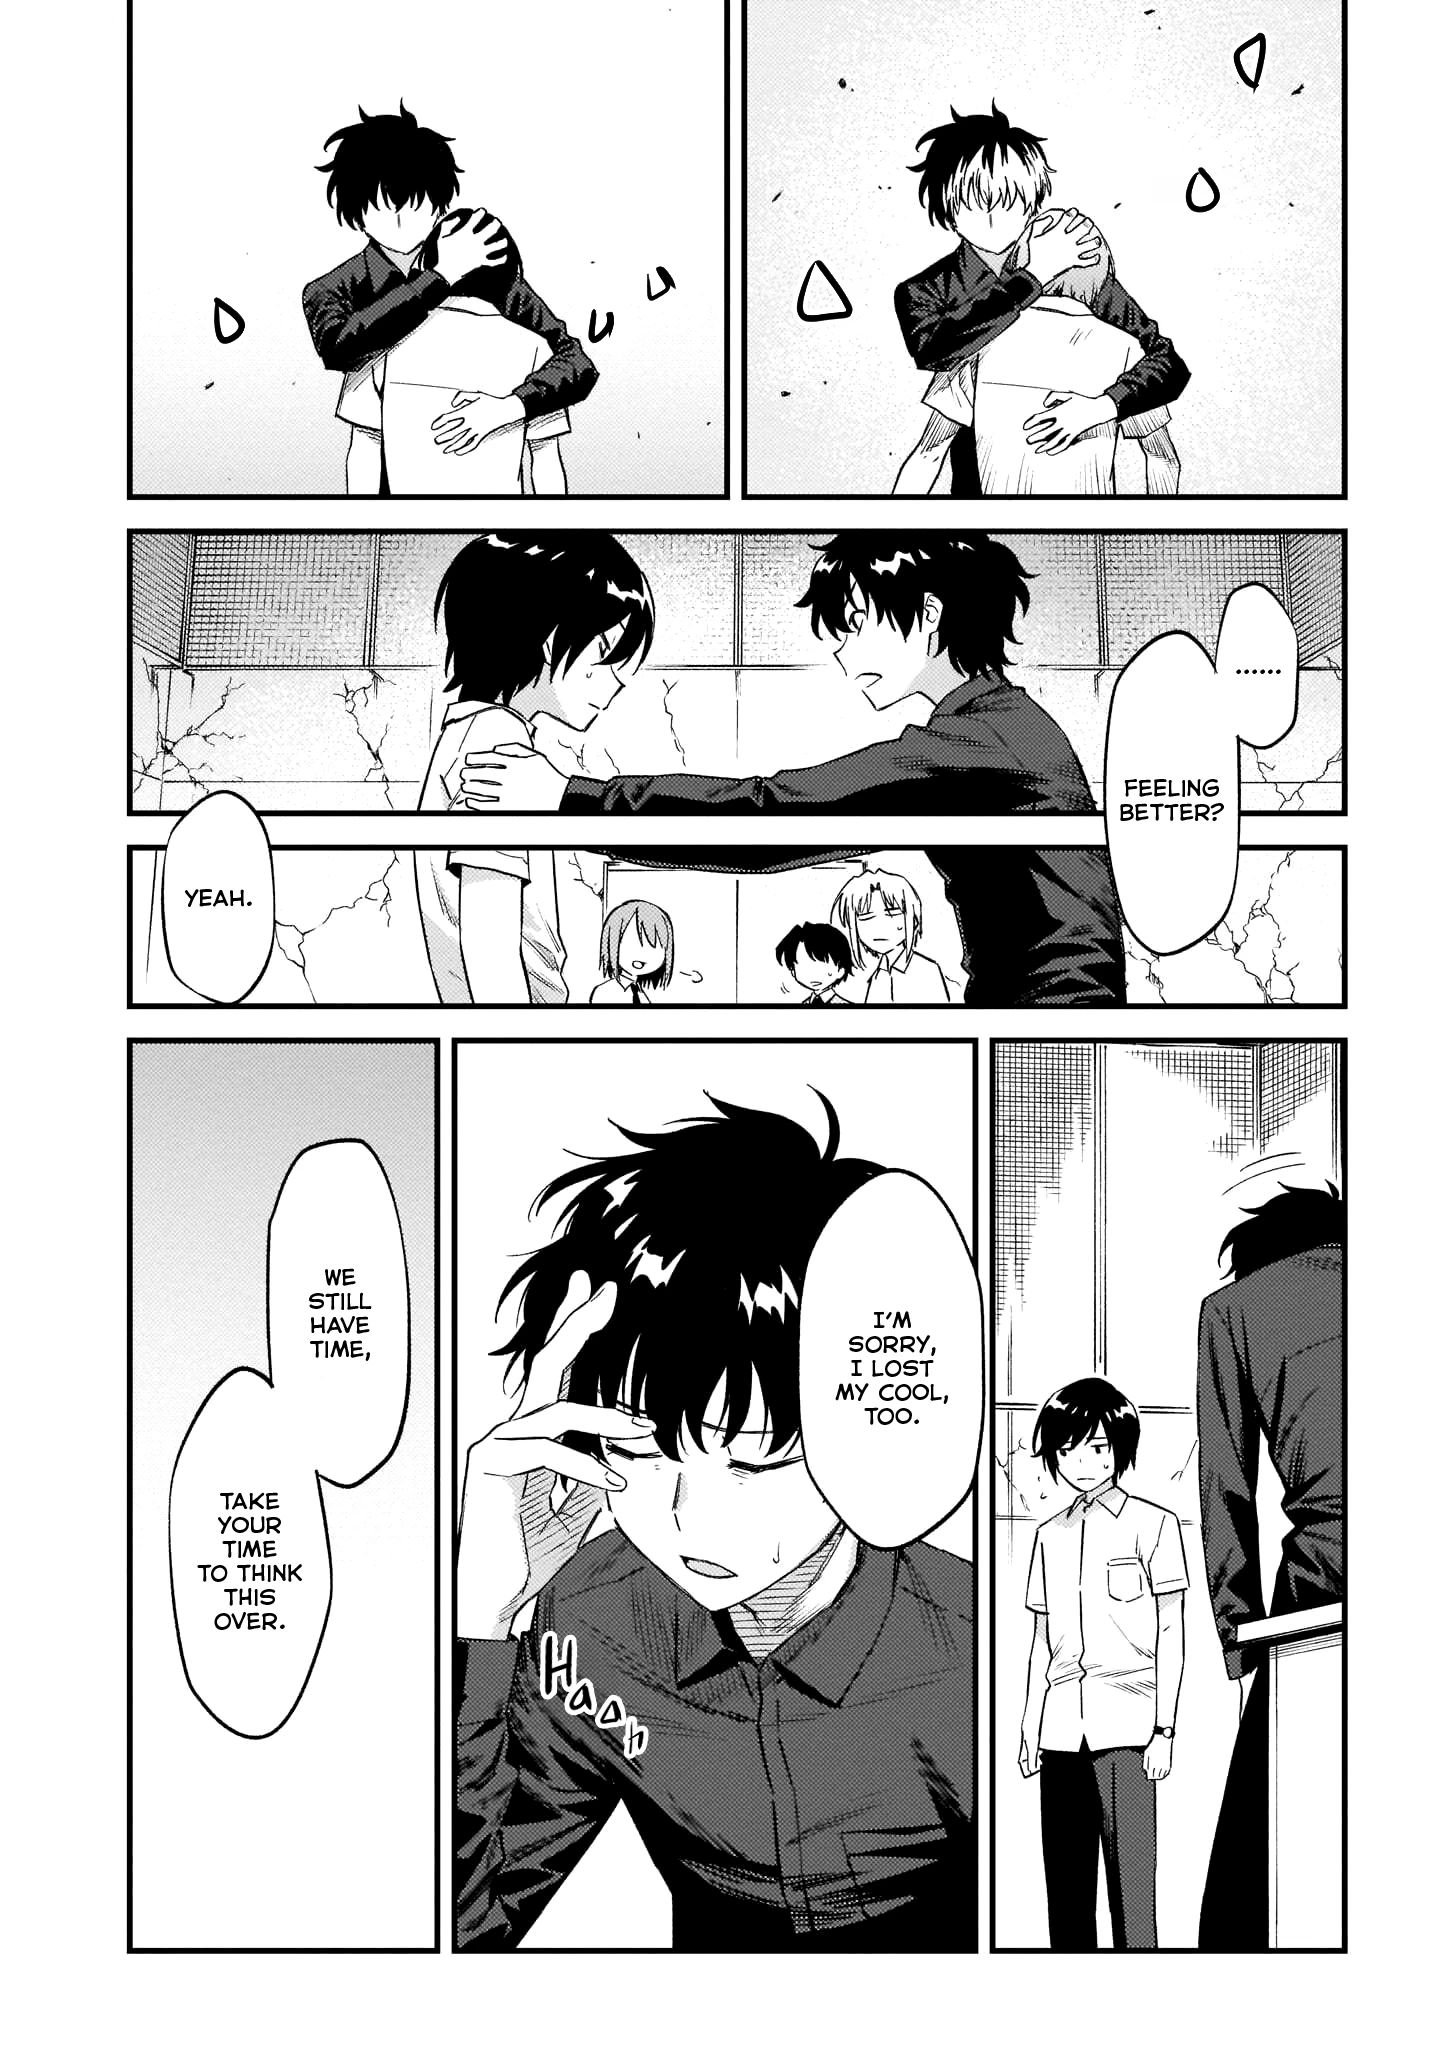 .......
FEELING
BETTER?
YEAH.
I'M
SORRY,
I LOST
MY COOL,
TOO.
HaAh
WE
STILL
HAVE
TIME,
TAKE
YOUR
TIME
TO THINK
THIS
OVER.